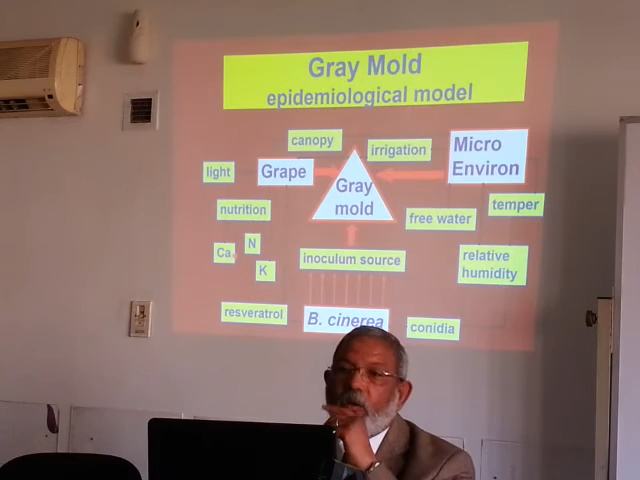 Gray Mold
epidemiological model
canopy
irrigation
Micro
Environ
light
Grape
Gray
mold
nutrition
free water
temper
Ca
N
K
inoculum source
relative
humidity
resveratrol
B. cinerea
conidia